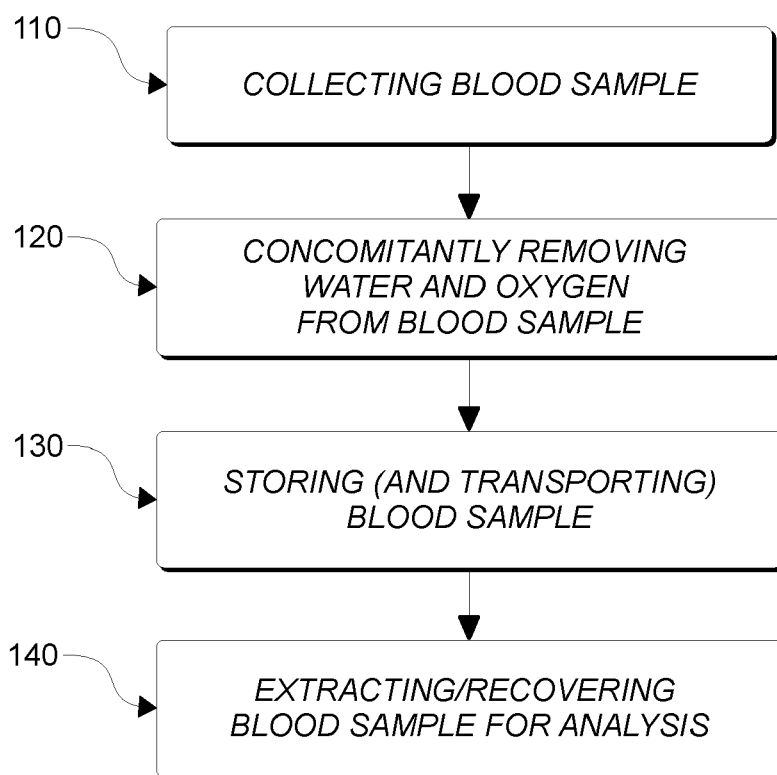 110
COLLECTING BLOOD SAMPLE
120
CONCOMITANTLY REMOVING
WATER AND OXYGEN
FROM BLOOD SAMPLE
130
STORING (AND TRANSPORTING)
BLOOD SAMPLE
140
EXTRACTING/RECOVERING
BLOOD SAMPLE FOR ANALYSIS